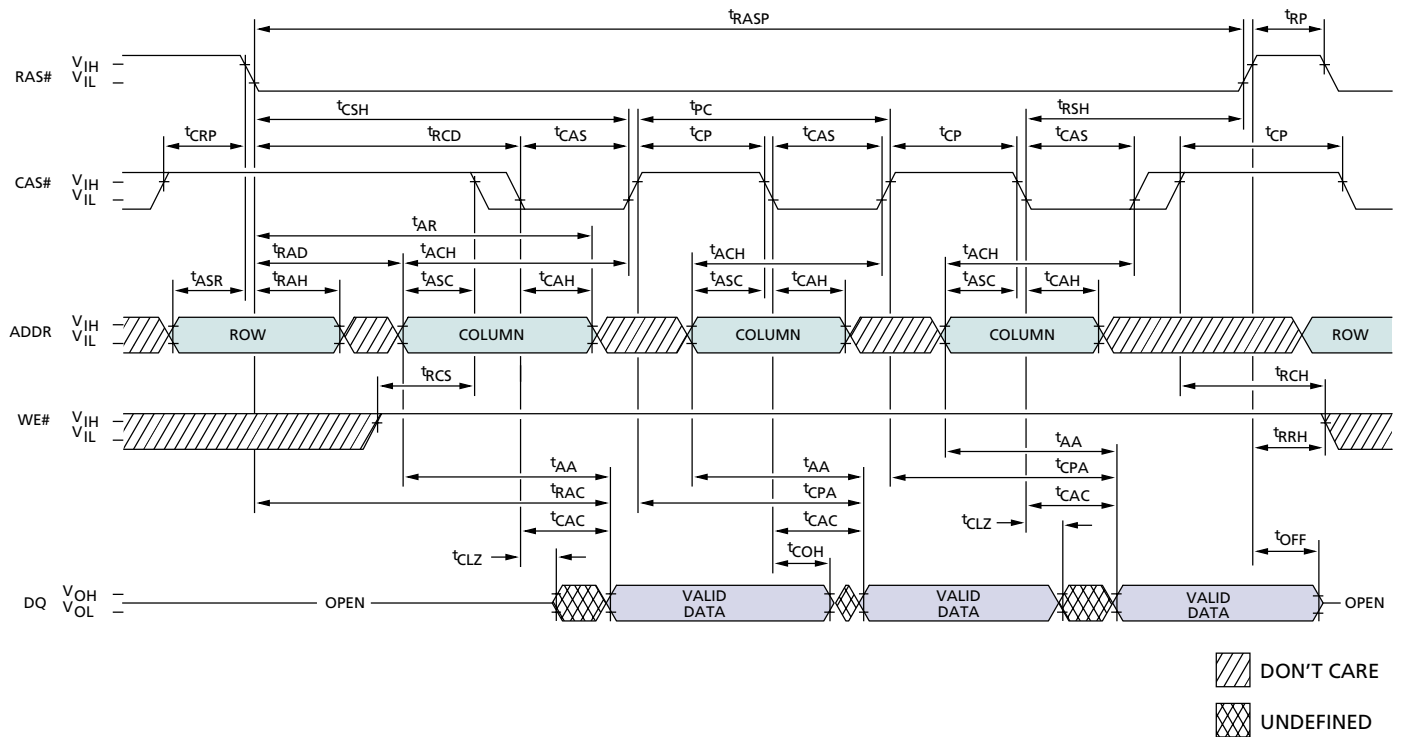 tRASP tRP
RAS# VIH
VIL
tCSH tPC tRSH
tCRP tRCD tCAS tCP tCAS tCP tCAS tCP
CAS# VIH
VIL
tAR
tRAD tACH tACH tACH
tASR tRAH tASC tCAH tASC tCAH tASC tCAH
ADDR VIH
VIL
ROW COLUMN COLUMN COLUMN ROW
tRCS tRCH
WE# VIH
VIL
tAA tAA tAA tRRH
tRAC tCPA tCPA
tCAC tCAC tCAC
tCLZ tCOH tCLZ tOFF
DQ VOH
VOL
OPEN VALID DATA VALID DATA VALID DATA OPEN
DON'T CARE
UNDEFINED